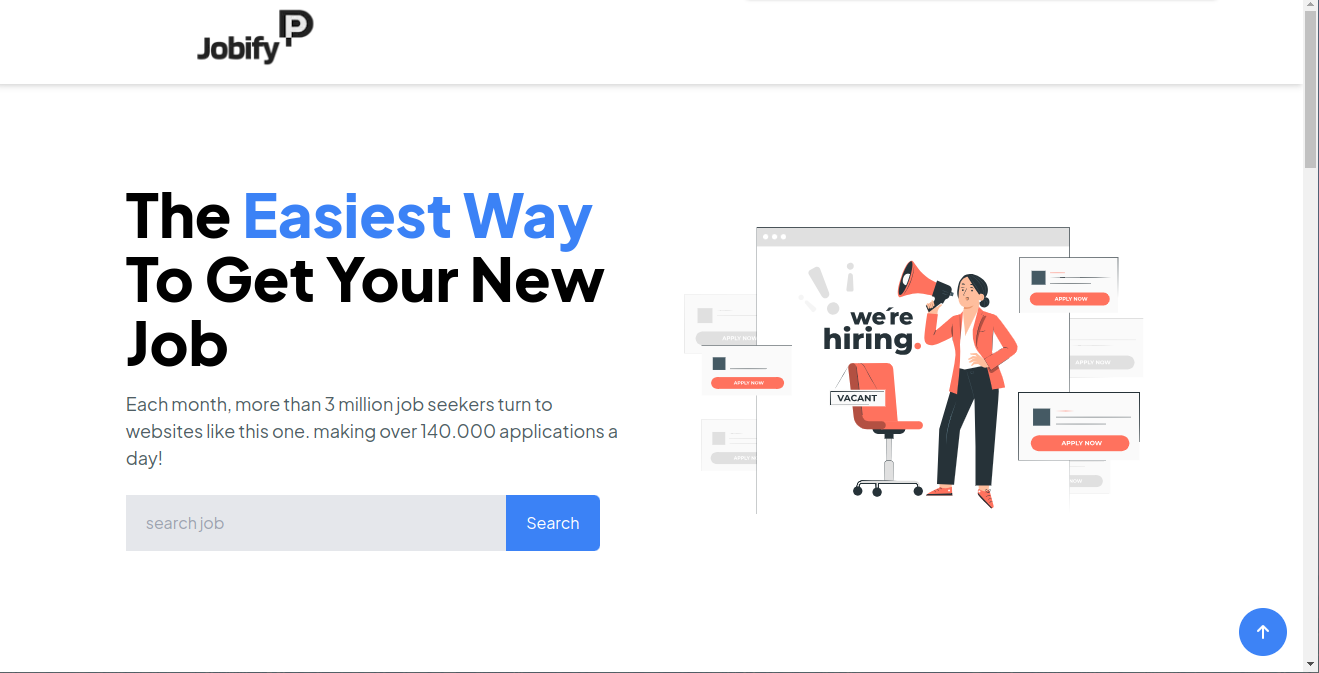 Jobify
P
The Easiest Way
To Get Your New
Job
Each month, more than 3 million job seekers turn to
websites like this one. making over 140.000 applications a
day!
search job
Search
we're
hiring.
VACANT
APPLY NOW
APPLY NOW
APPLY NOW
APPLY NOW
APPLY NOW